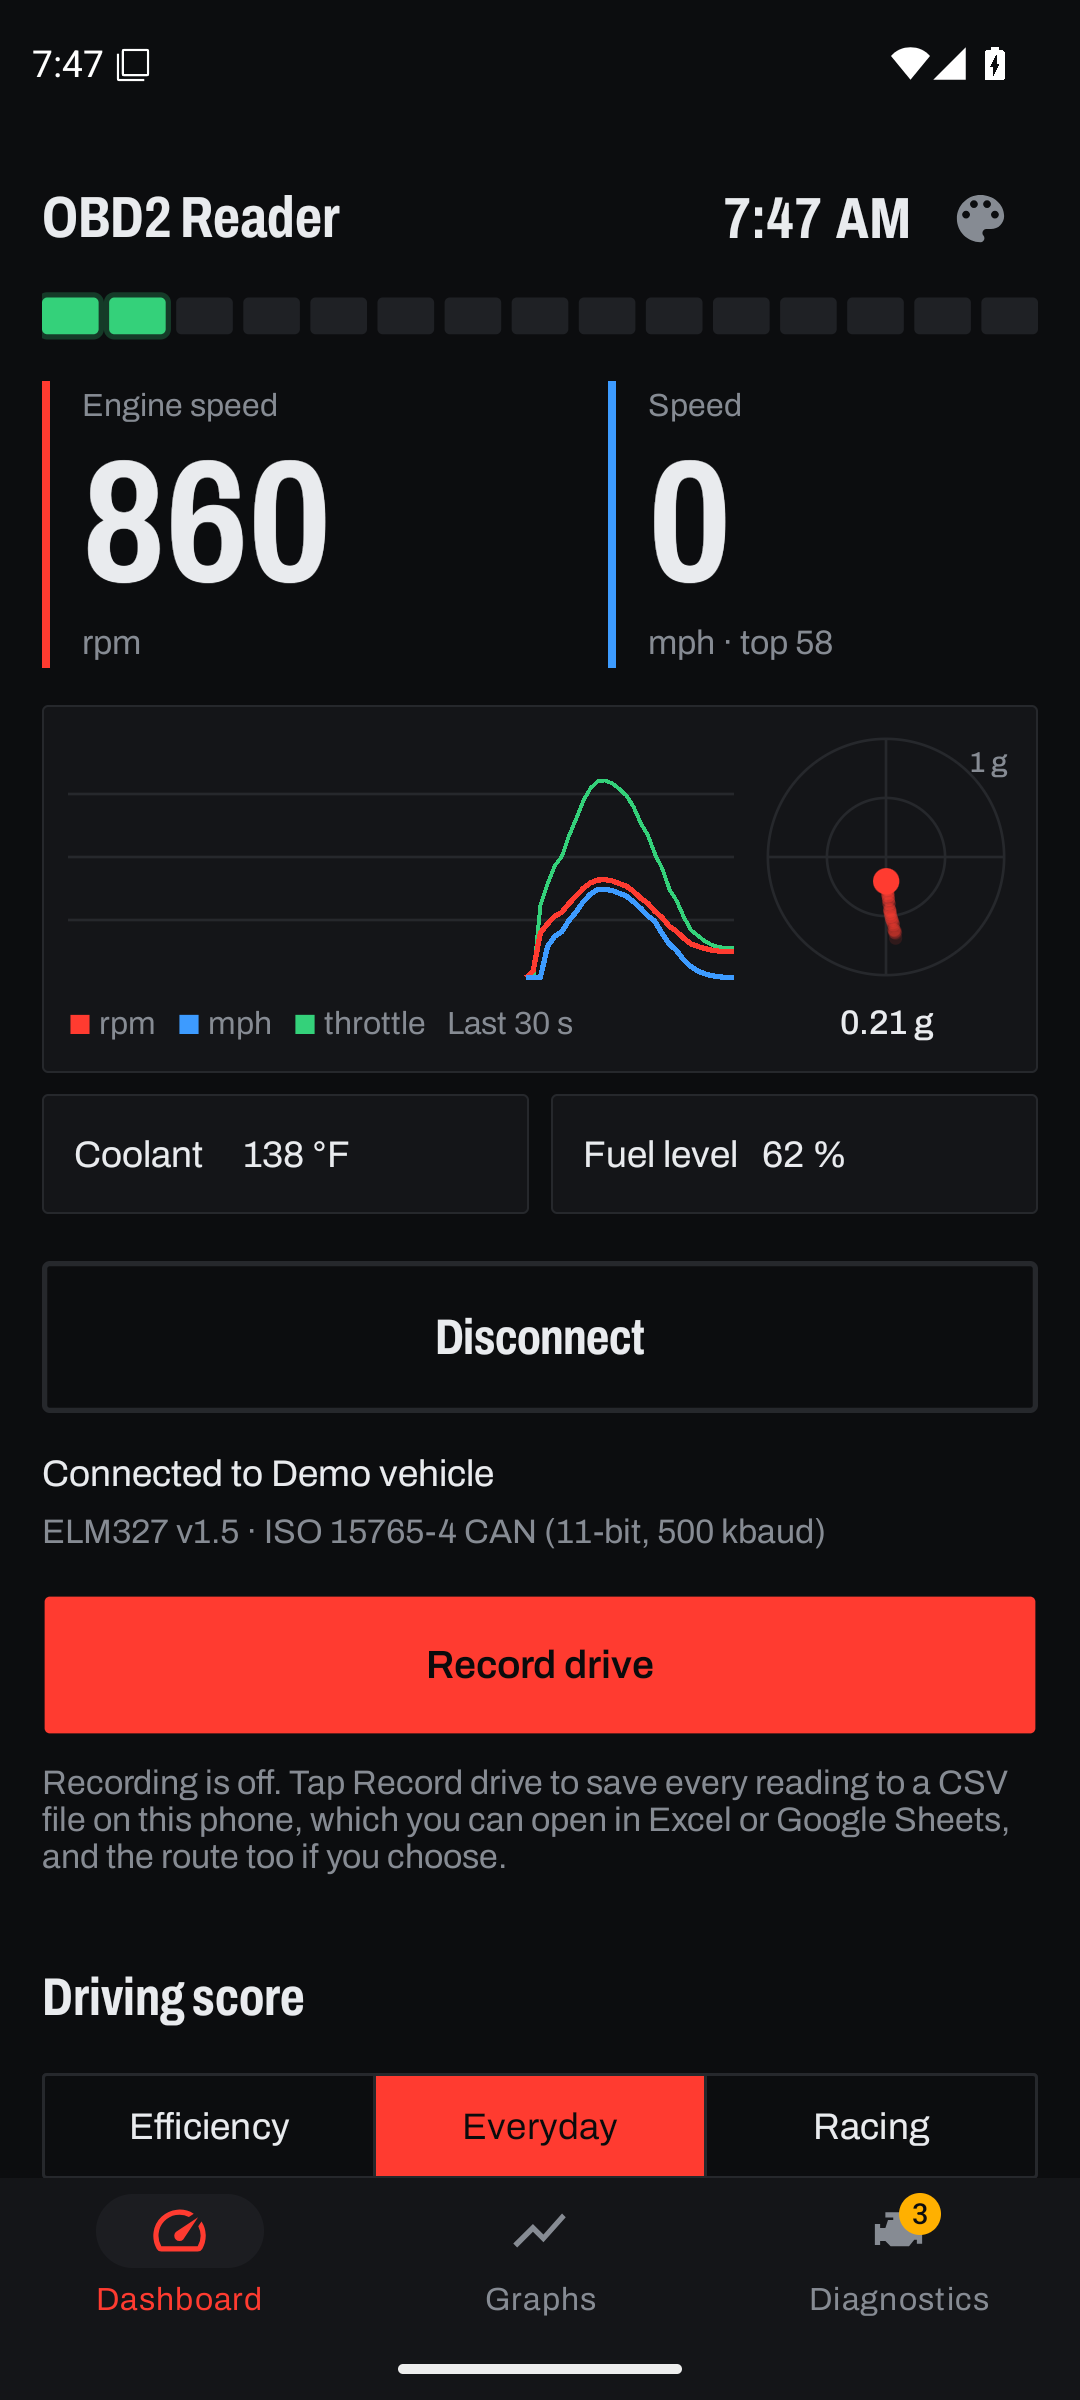 7:47
OBD2 Reader
7:47 AM
Engine speed
860
rpm
Speed
0
mph · top 58
1 g
rpm mph throttle Last 30 s
0.21 g
Coolant 138 °F
Fuel level 62 %
Disconnect
Connected to Demo vehicle
ELM327 v1.5 · ISO 15765-4 CAN (11-bit, 500 kbaud)
Record drive
Recording is off. Tap Record drive to save every reading to a CSV
file on this phone, which you can open in Excel or Google Sheets,
and the route too if you choose.
Driving score
Efficiency
Everyday
Racing
3
Dashboard
Graphs
Diagnostics